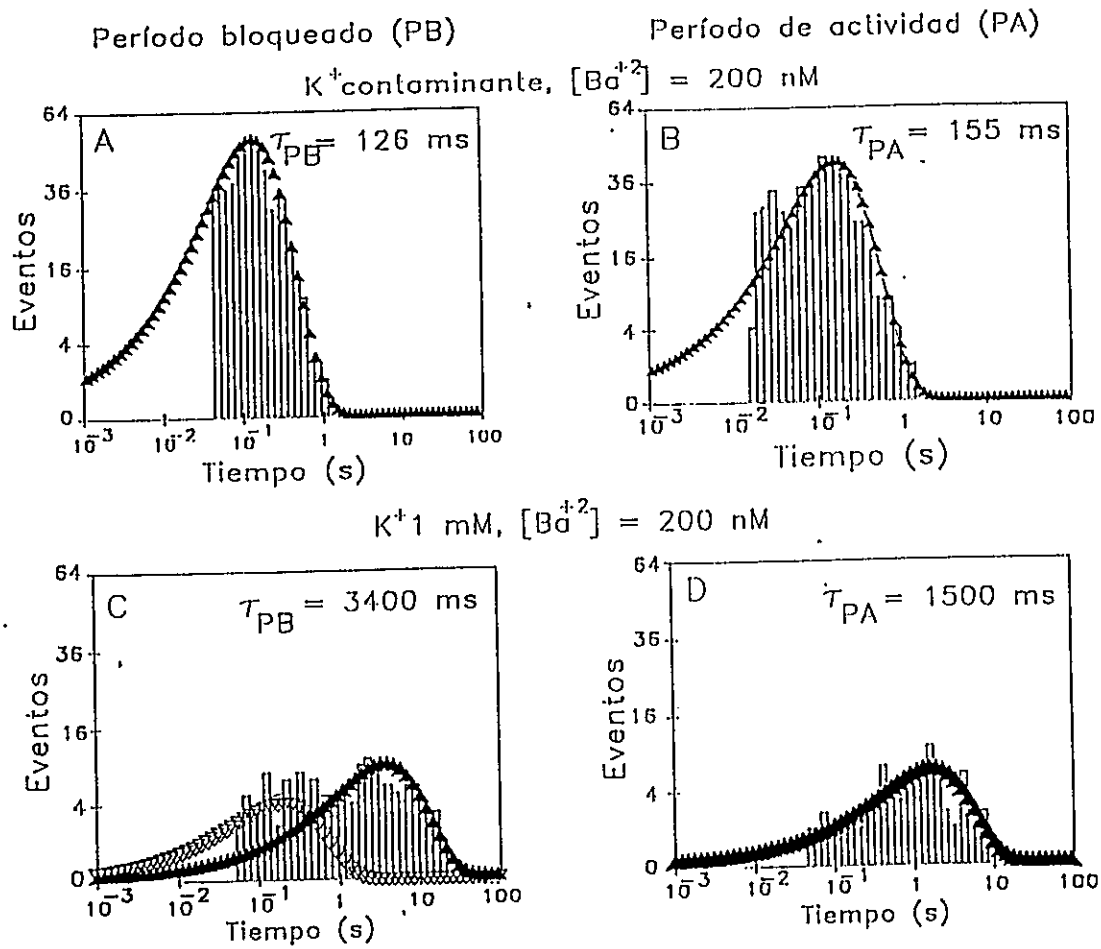 Período bloqueado (PB)
Período de actividad (PA)
K+contaminante, [Ba+2] = 200 nM
A
τPB = 126 ms
Eventos
64
36
16
4
0
10-3
10-2
10-1
1
10
100
Tiempo (s)
B
τPA = 155 ms
Eventos
64
36
16
4
0
10-3
10-2
10-1
1
10
100
Tiempo (s)
K+1 mM, [Ba+2] = 200 nM
C
τPB = 3400 ms
Eventos
64
36
16
4
0
10-3
10-2
10-1
1
10
100
Tiempo (s)
D
τPA = 1500 ms
Eventos
64
36
16
4
0
10-3
10-2
10-1
1
10
100
Tiempo (s)